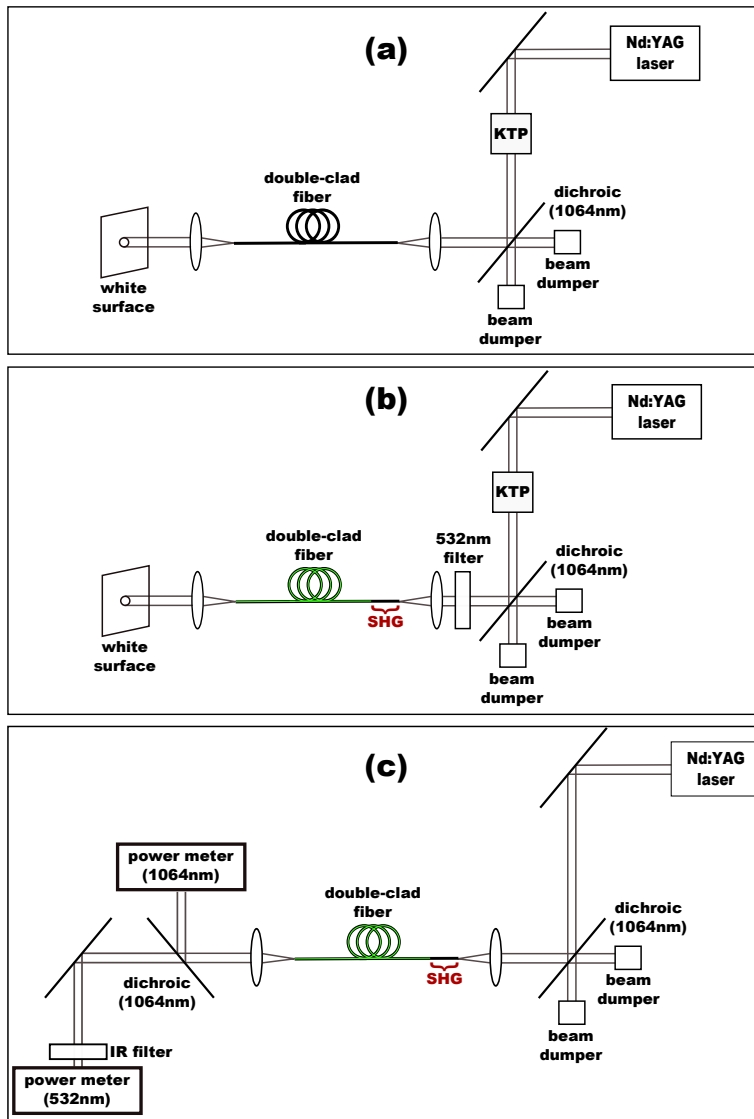 (a)
Nd:YAG
laser
KTP
double-clad
fiber
dichroic
(1064nm)
white
surface
beam
dumper
beam
dumper
(b)
Nd:YAG
laser
KTP
532nm
filter
double-clad
fiber
dichroic
(1064nm)
SHG
white
surface
beam
dumper
beam
dumper
(c)
Nd:YAG
laser
power meter
(1064nm)
double-clad
fiber
dichroic
(1064nm)
dichroic
(1064nm)
SHG
beam
dumper
beam
dumper
IR filter
power meter
(532nm)